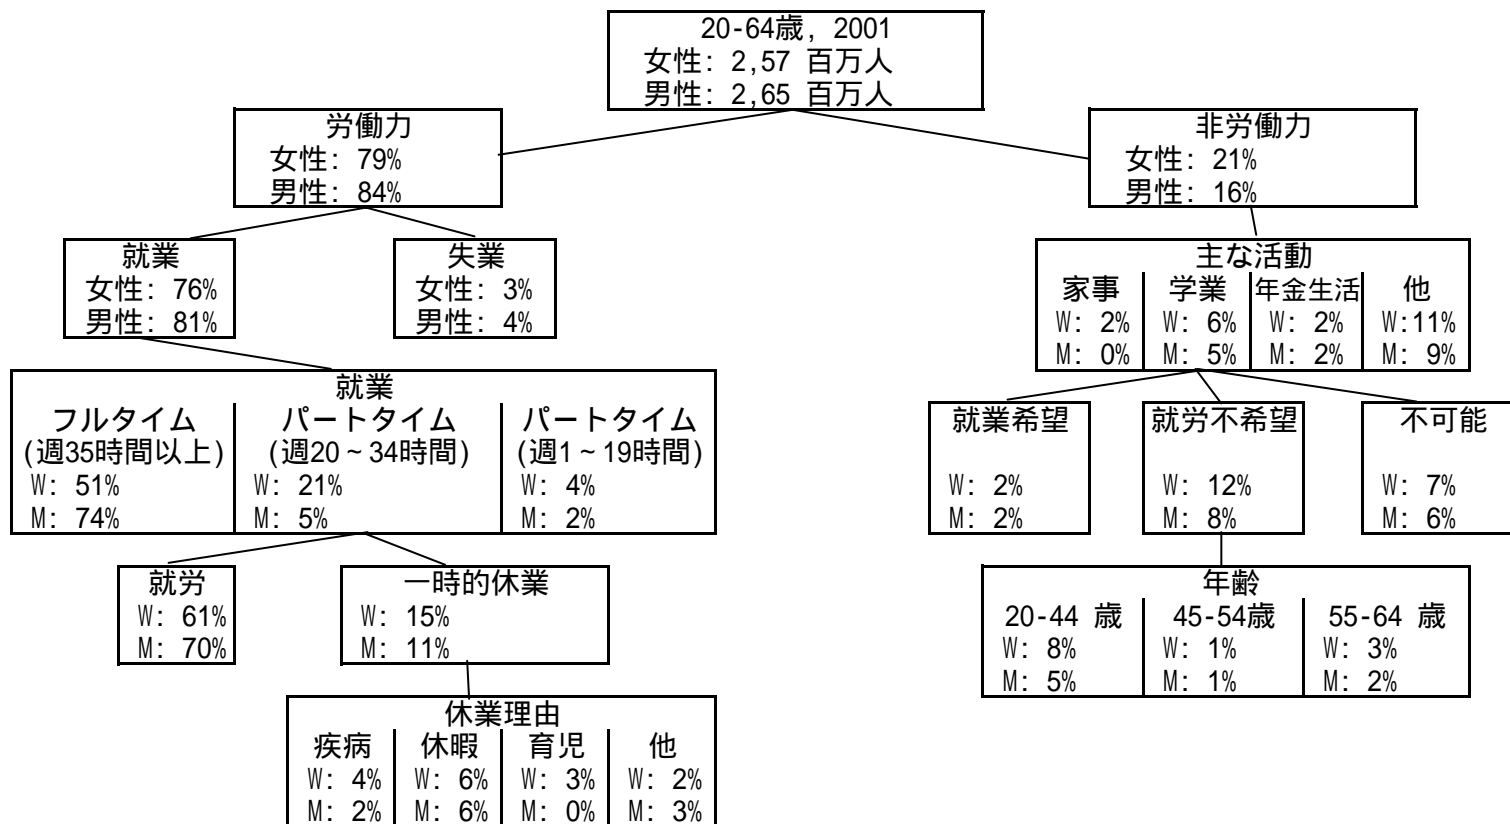 20-64歳, 2001
女性: 2,57 百万人
男性: 2,65 百万人
労働力
女性: 79%
男性: 84%
非労働力
女性: 21%
男性: 16%
就業
女性: 76%
男性: 81%
失業
女性: 3%
男性: 4%
主な活動
家事 学業 年金生活 他
W: 2% W: 6% W: 2% W:11%
M: 0% M: 5% M: 2% M: 9%
就業
フルタイム パートタイム パートタイム
(週35時間以上) (週20~34時間) (週1~19時間)
W: 51% W: 21% W: 4%
M: 74% M: 5% M: 2%
就業希望 就労不希望 不可能
W: 2% W: 12% W: 7%
M: 2% M: 8% M: 6%
就労
W: 61%
M: 70%
一時的休業
W: 15%
M: 11%
年齢
20-44 歳 45-54歳 55-64 歳
W: 8% W: 1% W: 3%
M: 5% M: 1% M: 2%
休業理由
疾病 休暇 育児 他
W: 4% W: 6% W: 3% W: 2%
M: 2% M: 6% M: 0% M: 3%